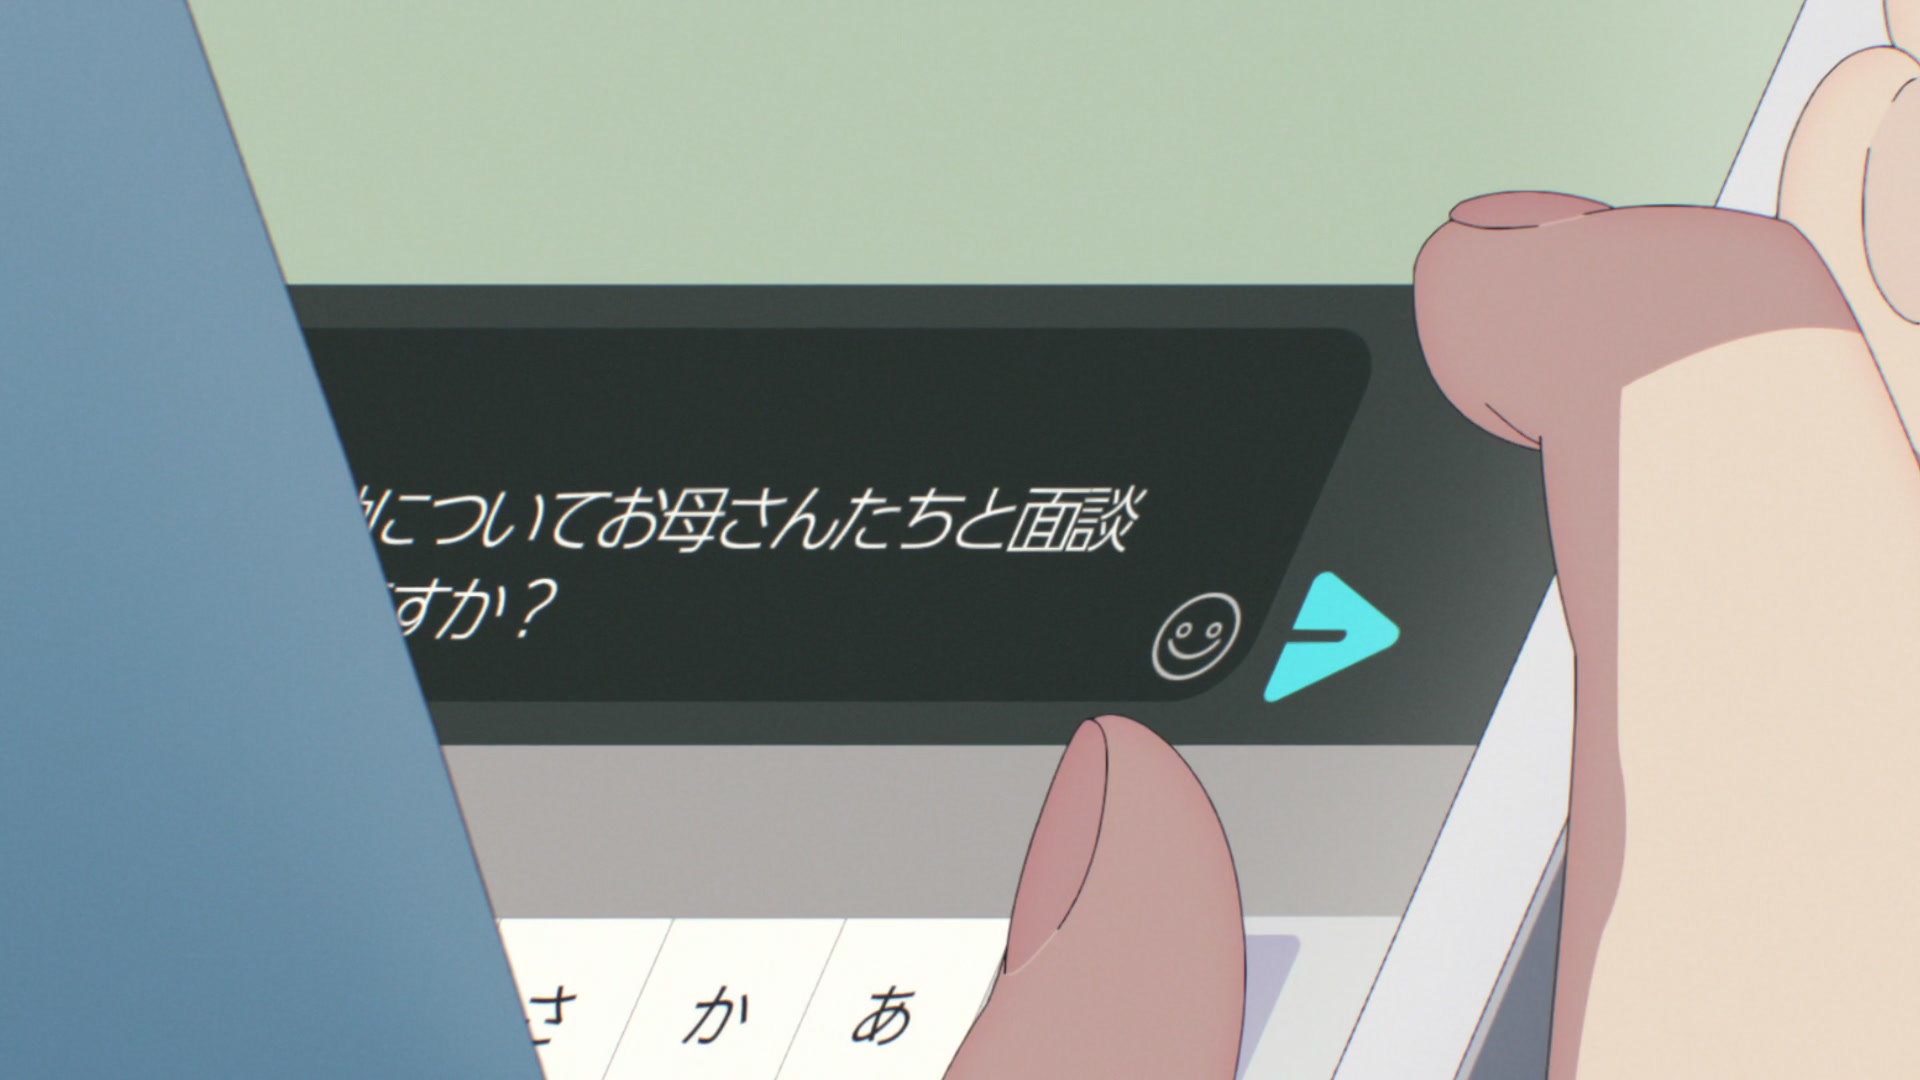 についてお母さんたちと面談
すか？
さ か あ